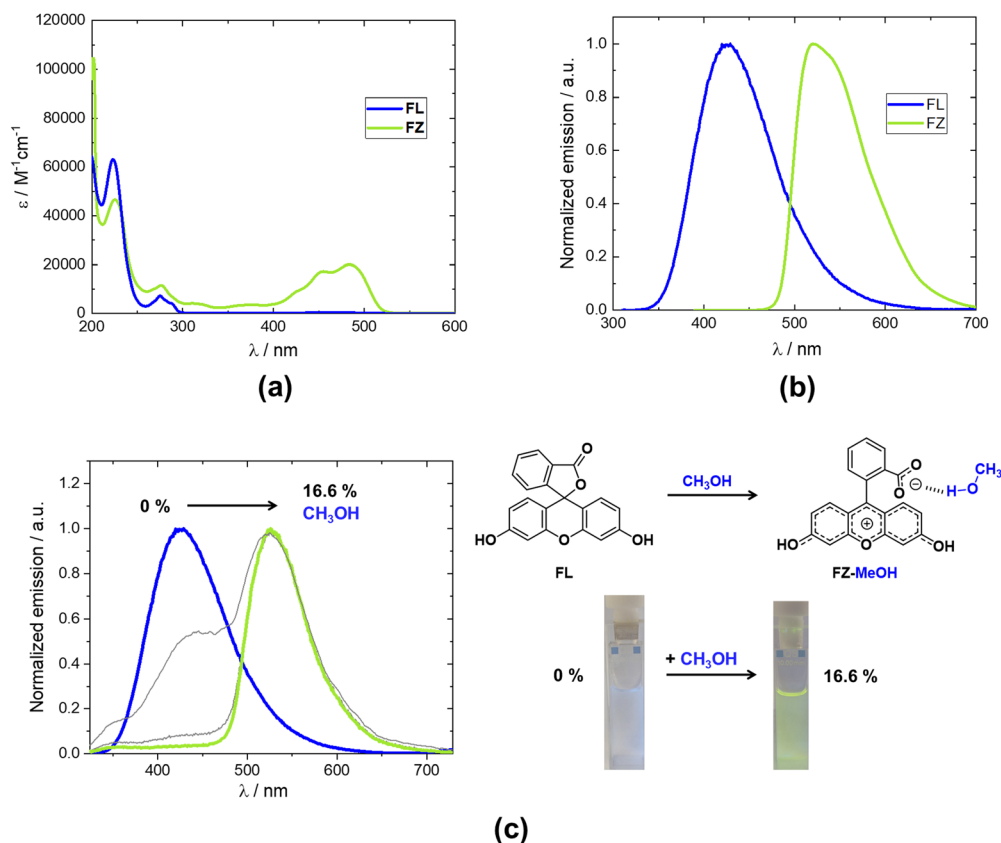 120000
100000
80000
60000
40000
20000
0
ε / M⁻¹cm⁻¹
FL
FZ
200 300 400 500 600
λ / nm
(a)
1.0
0.8
0.6
0.4
0.2
0.0
Normalized emission / a.u.
FL
FZ
300 400 500 600 700
λ / nm
(b)
1.2
1.0
0.8
0.6
0.4
0.2
0.0
Normalized emission / a.u.
0 %
16.6 %
CH₃OH
400 500 600 700
λ / nm
O
O
HO O OH
FL
CH₃OH
O
O
⊖
H O CH₃
⊕
HO O OH
FZ-MeOH
0 %
+ CH₃OH
16.6 %
(c)